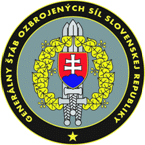 GENERÁLNY ŠTÁB OZBROJENÝCH SÍL SLOVENSKEJ REPUBLIKY